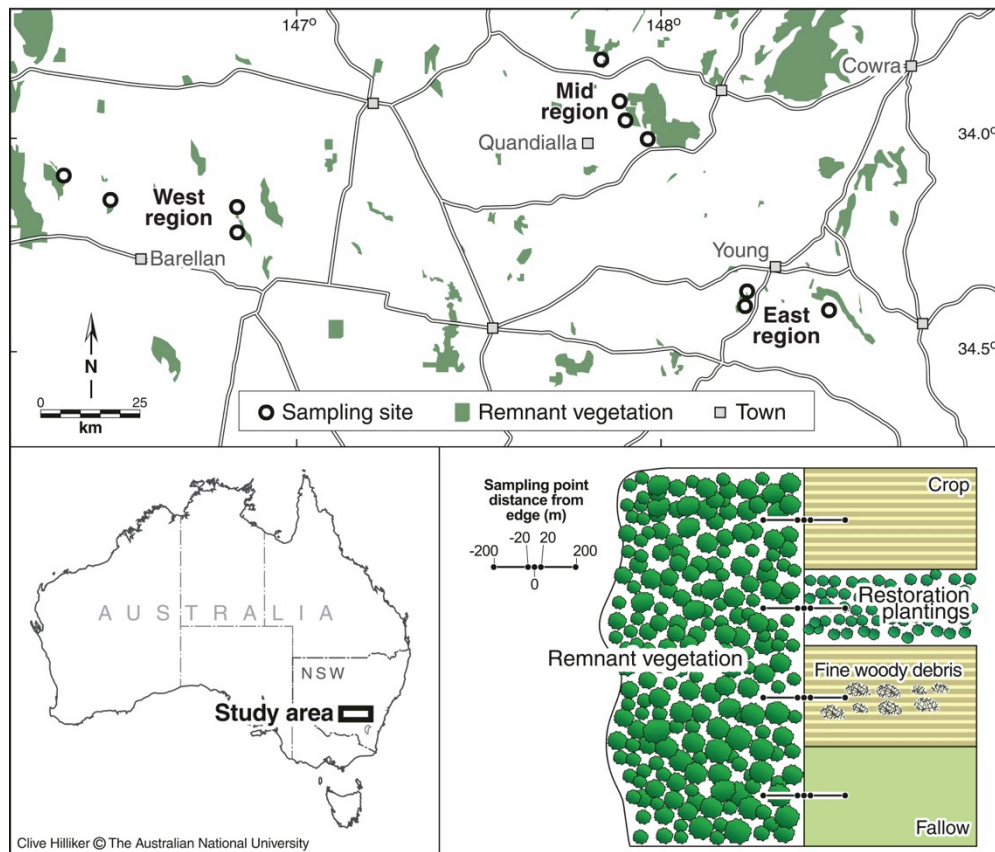 147°
148°
Cowra
Mid
region
34.0°
Quandialla
West
region
Young
Barellan
East
region
34.5°
N
0
25
km
Sampling site
Remnant vegetation
Town
Sampling point
distance from
edge (m)
-200
-20
20
200
0
Crop
Restoration
plantings
Remnant vegetation
Fine woody debris
Fallow
AUSTRALIA
NSW
Study area
Clive Hilliker © The Australian National University